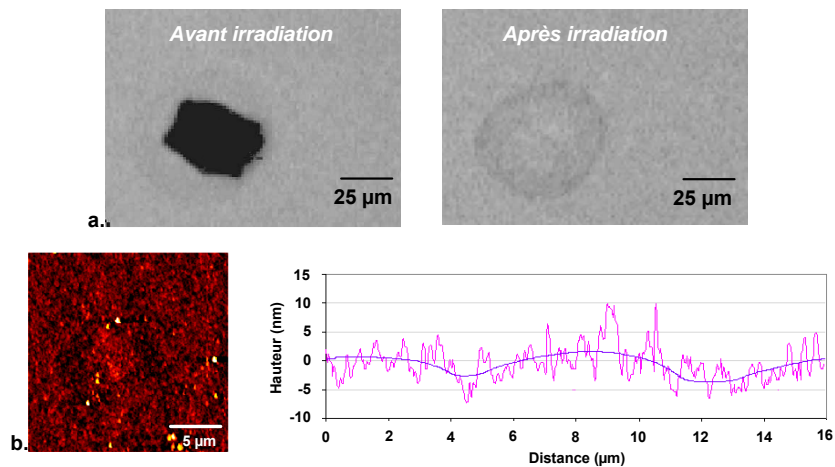 Avant irradiation
Après irradiation
25 µm
25 µm
a.
15
10
5
0
-5
-10
Hauteur (nm)
5 µm
b.
0 2 4 6 8 10 12 14 16
Distance (µm)